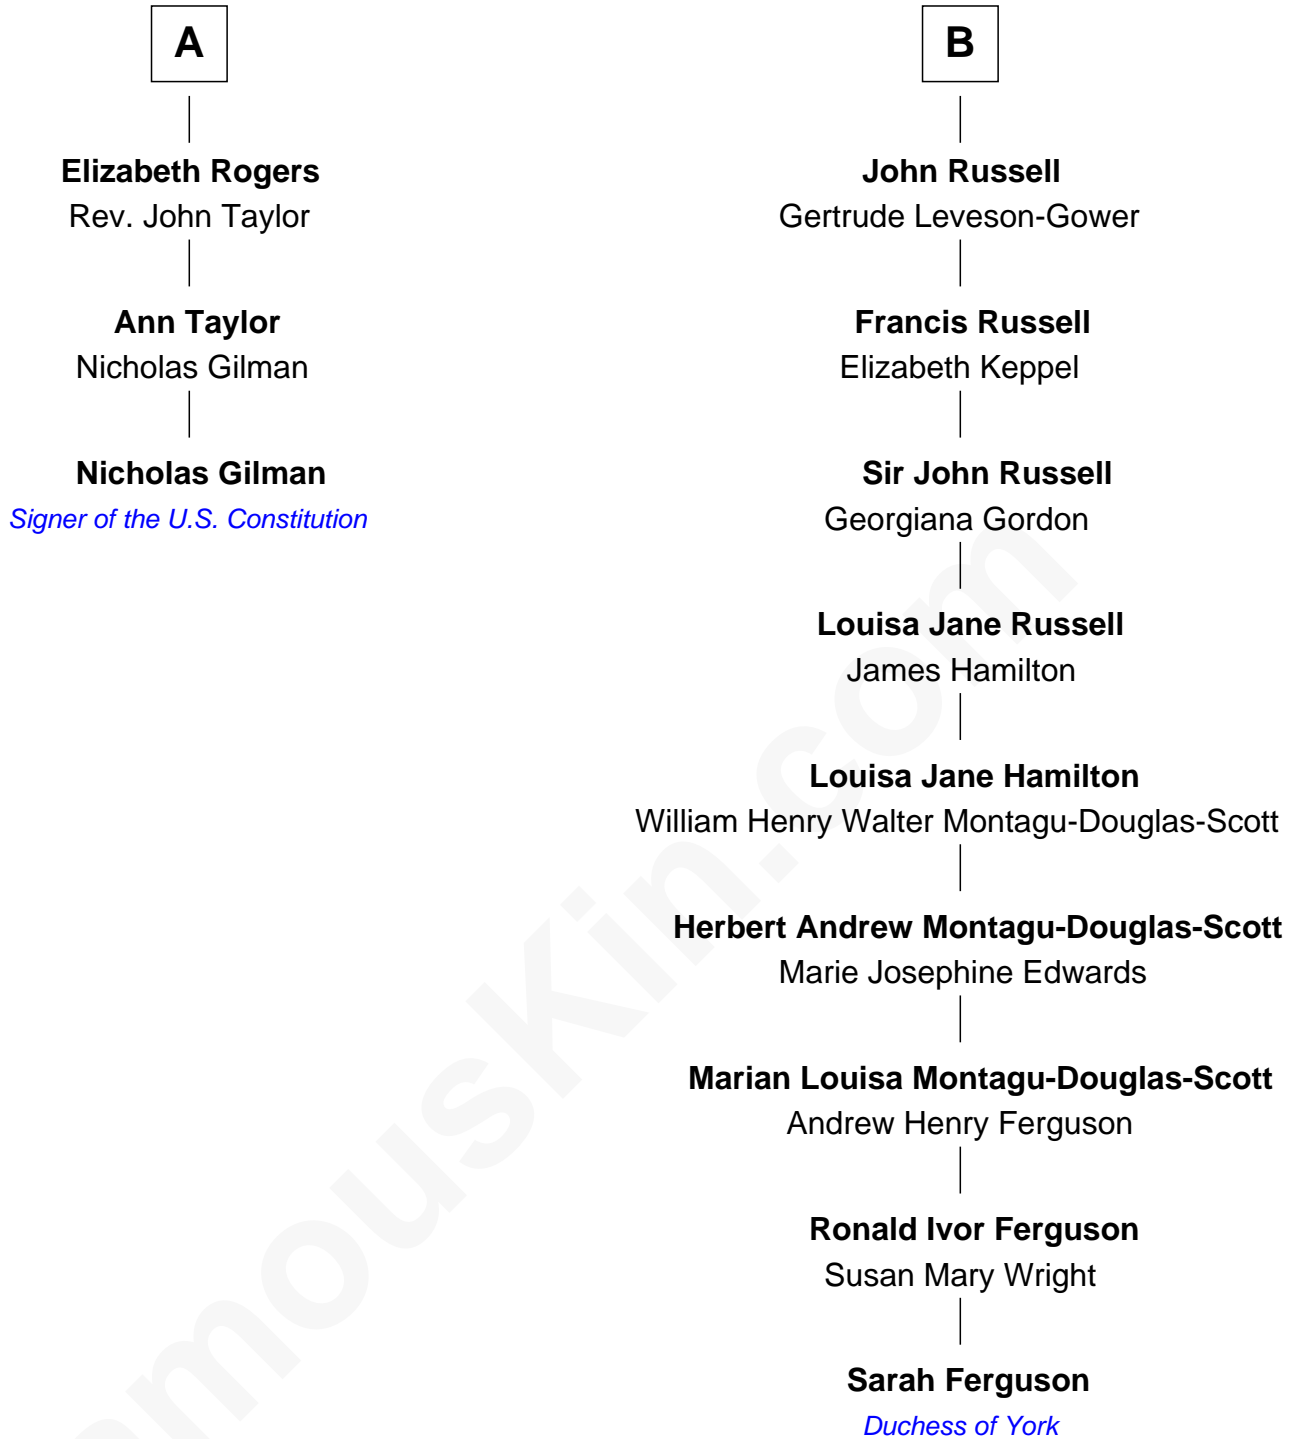 A
Elizabeth Rogers
Rev. John Taylor
Ann Taylor
Nicholas Gilman
Nicholas Gilman
Signer of the U.S. Constitution
B
John Russell
Gertrude Leveson-Gower
Francis Russell
Elizabeth Keppel
Sir John Russell
Georgiana Gordon
Louisa Jane Russell
James Hamilton
Louisa Jane Hamilton
William Henry Walter Montagu-Douglas-Scott
Herbert Andrew Montagu-Douglas-Scott
Marie Josephine Edwards
Marian Louisa Montagu-Douglas-Scott
Andrew Henry Ferguson
Ronald Ivor Ferguson
Susan Mary Wright
Sarah Ferguson
Duchess of York
mouskin.com